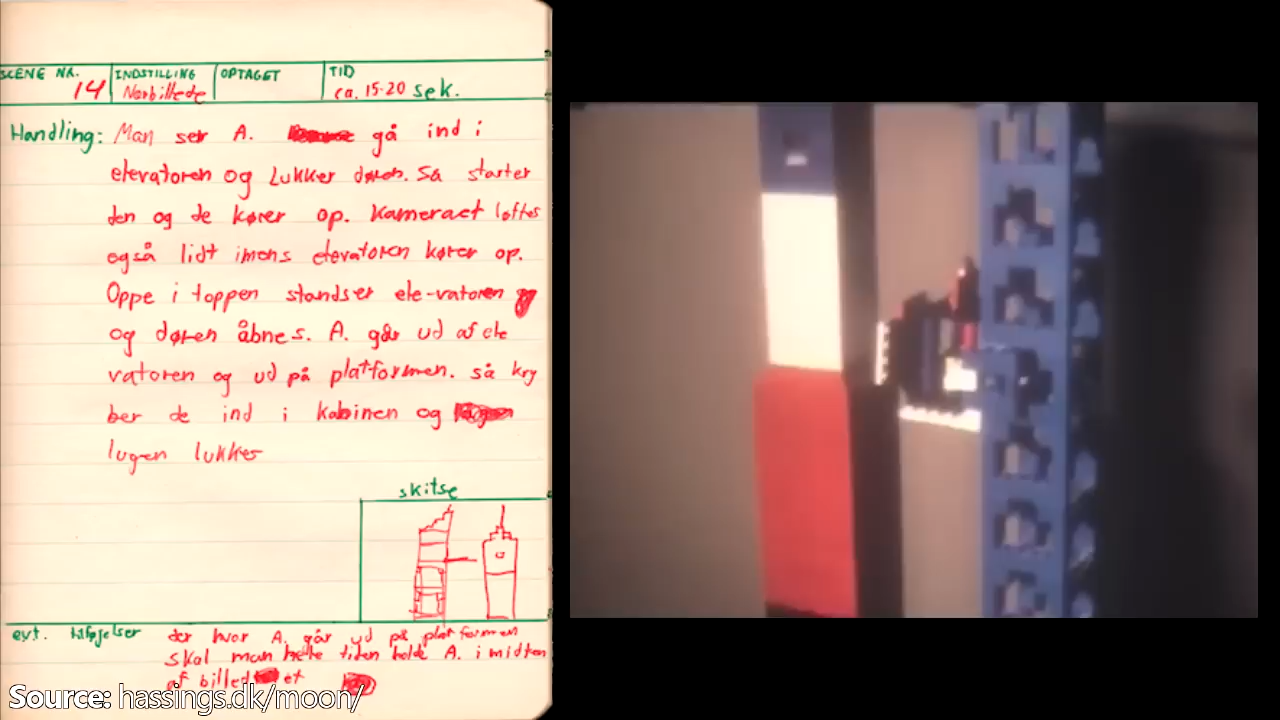 SCENE NR. 14 INDSTILLING Nærbillede OPTAGET TID ca. 15-20 sek.
Handling: Man ser A. gå ind i
elevatoren og Lukker døren. Så starter
den og de kører op. Kameraet løftes
også lidt imens elevatoren kører op.
Oppe i toppen standser ele-vatoren
og døren åbnes. A. går ud af ele
vatoren og ud på platformen. så kry
ber de ind i kabinen og
lugen lukker
skitse
evt. tilføjelser der hvor A. går ud på platformen
skal man hele tiden holde A. i midten
af billedet
Source: hassings.dk/moon/